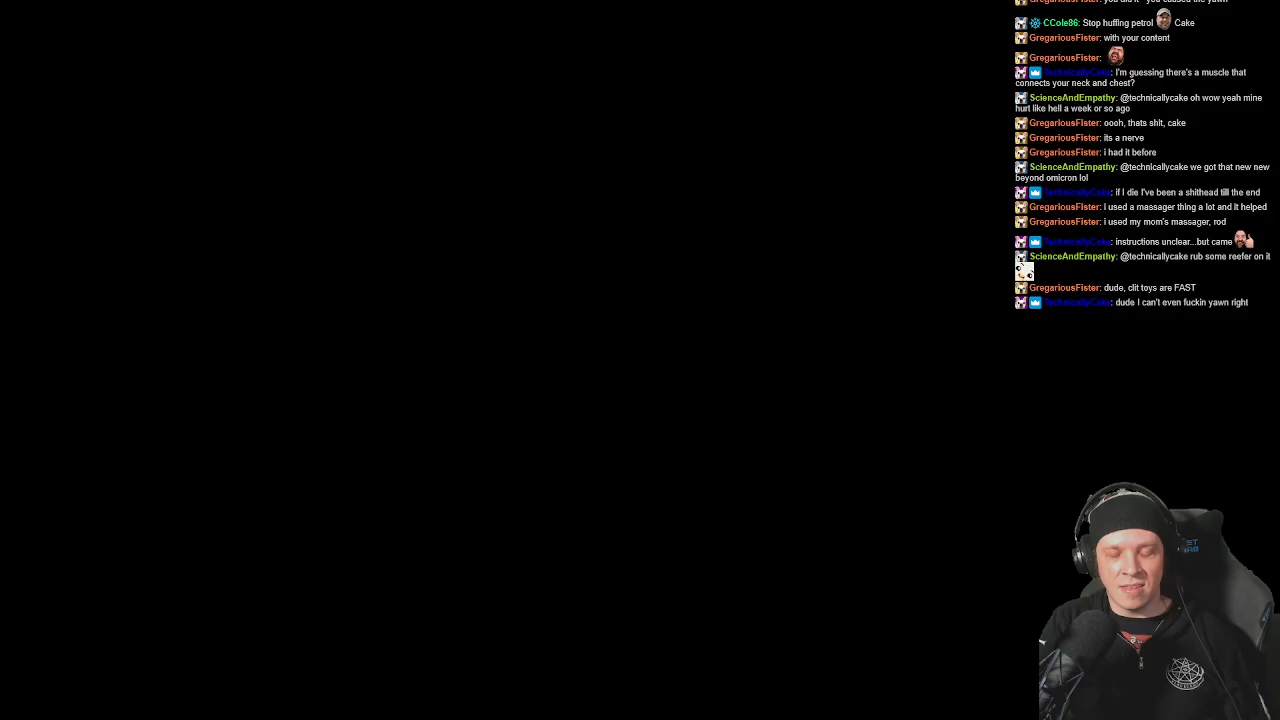 CCole86: Stop huffing petrol Cake
GregariousFister: with your content
GregariousFister:
TechnicallyCake: I'm guessing there's a muscle that
connects your neck and chest?
ScienceAndEmpathy: @technicallycake oh wow yeah mine
hurt like hell a week or so ago
GregariousFister: oooh, thats shit, cake
GregariousFister: its a nerve
GregariousFister: i had it before
ScienceAndEmpathy: @technicallycake we got that new new
beyond omicron lol
TechnicallyCake: if I die I've been a shithead till the end
GregariousFister: I used a massager thing a lot and it helped
GregariousFister: i used my mom's massager, rod
TechnicallyCake: instructions unclear...but came
ScienceAndEmpathy: @technicallycake rub some reefer on it
GregariousFister: dude, clit toys are FAST
TechnicallyCake: dude I can't even fuckin yawn right